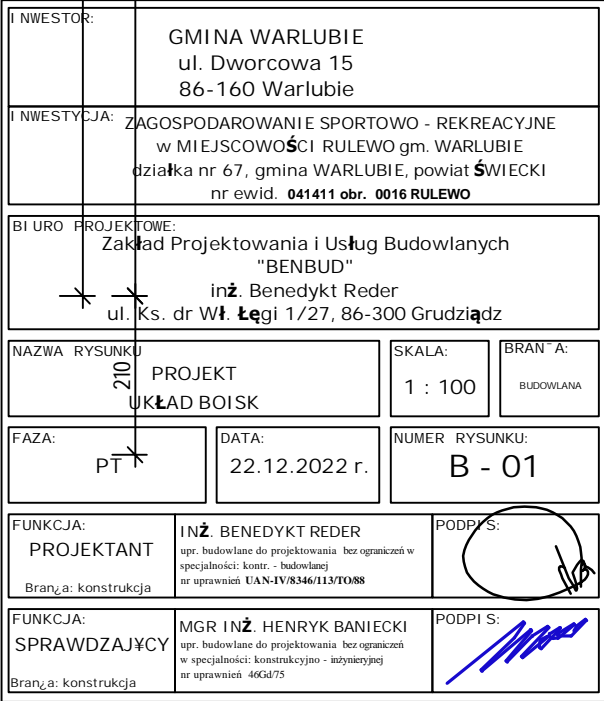 INWESTOR:
GMINA WARLUBIE
ul. Dworcowa 15
86-160 Warlubie
INWESTYCJA:
ZAGOSPODAROWANIE SPORTOWO - REKREACYJNE
w MIEJSCOWOŚCI RULEWO gm. WARLUBIE
działka nr 67, gmina WARLUBIE, powiat ŚWIECKI
nr ewid. 041411 obr. 0016 RULEWO
BIURO PROJEKTOWE:
Zakład Projektowania i Usług Budowlanych
"BENBUD"
inż. Benedykt Reder
ul. Ks. dr Wł. Łęgi 1/27, 86-300 Grudziądz
NAZWA RYSUNKU
210
PROJEKT
UKŁAD BOISK
SKALA:
1 : 100
BRAN¯A:
BUDOWLANA
FAZA:
PT
DATA:
22.12.2022 r.
NUMER RYSUNKU:
B - 01
FUNKCJA:
PROJEKTANT
Bran¿a: konstrukcja
INŻ. BENEDYKT REDER
upr. budowlane do projektowania bez ograniczeń w
specjalności: kontr. - budowlanej
nr uprawnień UAN-IV/8346/113/TO/88
PODPIS:
FUNKCJA:
SPRAWDZAJ¥CY
Bran¿a: konstrukcja
MGR INŻ. HENRYK BANIECKI
upr. budowlane do projektowania bez ograniczeń
w specjalności: konstrukcyjno - inżynieryjnej
nr uprawnień 46Gd/75
PODPIS: